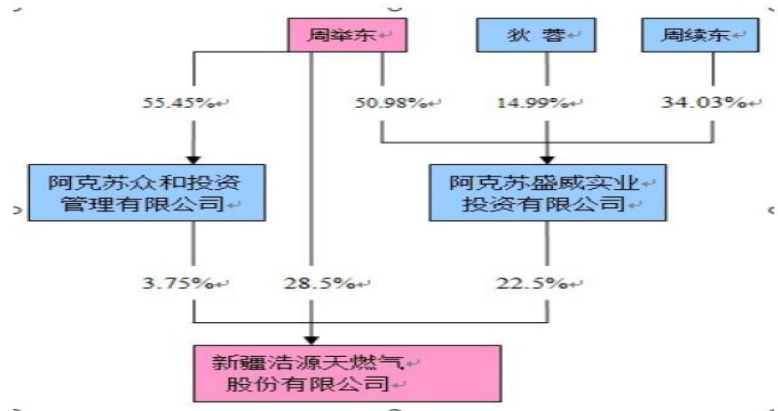 周举东
狄 蓉
周续东
55.45%
50.98%
14.99%
34.03%
阿克苏众和投资
管理有限公司
阿克苏盛威实业
投资有限公司
3.75%
28.5%
22.5%
新疆浩源天燃气
股份有限公司